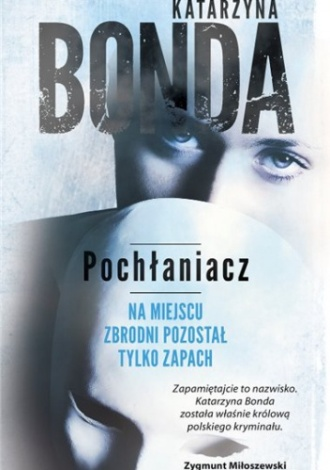 KATARZYNA
BONDA
Pochłaniacz
NA MIEJSCU
ZBRODNI POZOSTAŁ
TYLKO ZAPACH
Zapamiętajcie to nazwisko.
Katarzyna Bonda
została właśnie królową
polskiego kryminału.
Zygmunt Miłoszewski